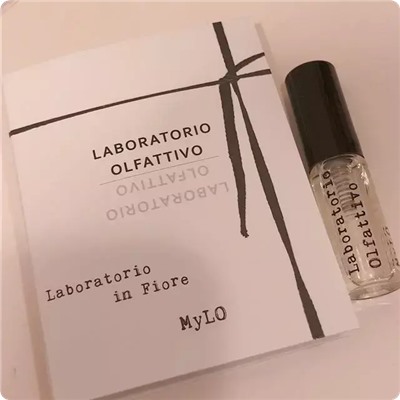 LABORATORIO
OLFATTIVO
OLFATTIVO
LABORATORIO
Laboratorio
in Fiore
MyLO
Laboratorio
Olfattivo